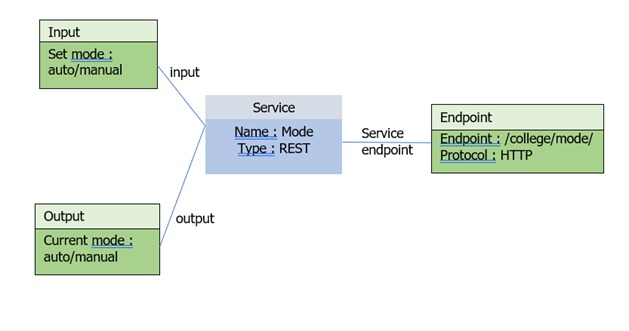 Input
Set mode :
auto/manual
input
Service
Name : Mode
Type : REST
Service
endpoint
Endpoint
Endpoint : /college/mode/
Protocol : HTTP
Output
Current mode :
auto/manual
output